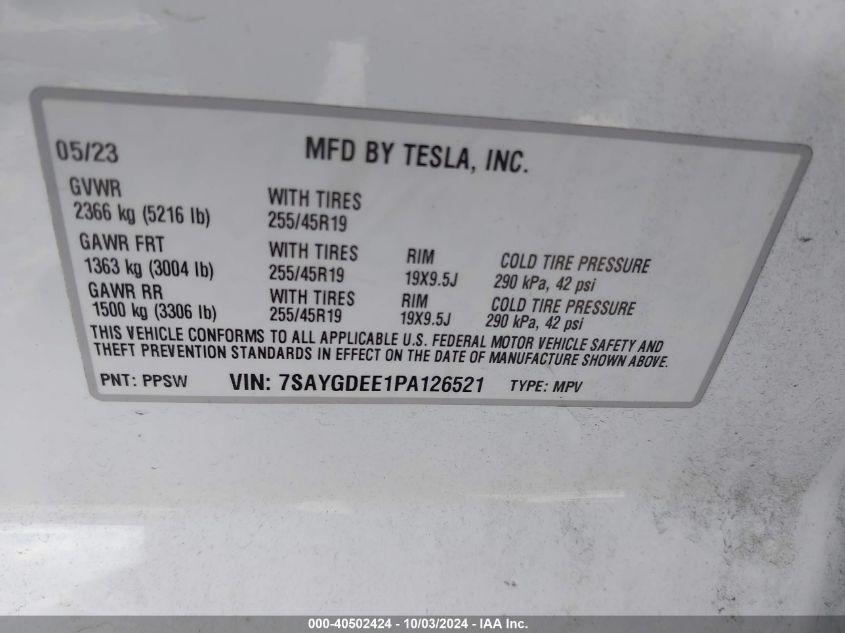 05/23 MFD BY TESLA, INC.
GVWR
2366 kg (5216 lb) WITH TIRES
255/45R19
GAWR FRT
1363 kg (3004 lb) WITH TIRES
255/45R19 RIM
19X9.5J COLD TIRE PRESSURE
290 kPa, 42 psi
GAWR RR
1500 kg (3306 lb) WITH TIRES
255/45R19 RIM
19X9.5J COLD TIRE PRESSURE
290 kPa, 42 psi
THIS VEHICLE CONFORMS TO ALL APPLICABLE U.S. FEDERAL MOTOR VEHICLE SAFETY AND
THEFT PREVENTION STANDARDS IN EFFECT ON THE DATE OF MANUFACTURE SHOWN ABOVE.
PNT: PPSW VIN: 7SAYGDEE1PA126521 TYPE: MPV
000-40502424 - 10/03/2024 - IAA Inc.